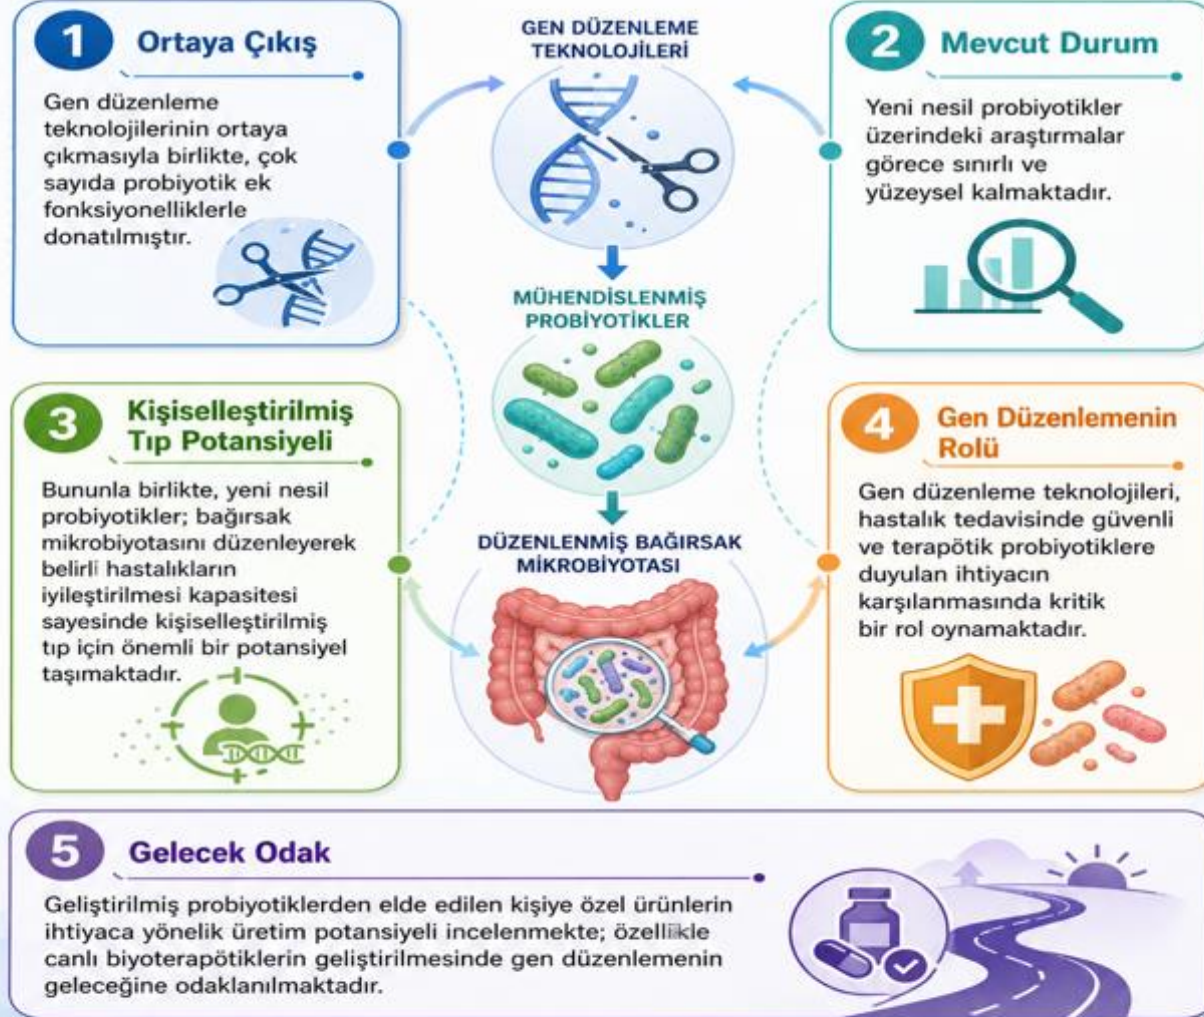 1 Ortaya Çıkış
Gen düzenleme
teknolojilerinin ortaya
çıkmasıyla birlikte, çok
sayıda probiyotik ek
fonksiyonelliklerle
donatılmıştır.
GEN DÜZENLEME
TEKNOLOJİLERİ
MÜHENDİSLENMİŞ
PROBİYOTİKLER
DÜZENLENMİŞ BAĞIRSAK
MİKROBİYOTASI
2 Mevcut Durum
Yeni nesil probiyotikler
üzerindeki araştırmalar
görece sınırlı ve
yüzeysel kalmaktadır.
3 Kişiselleştirilmiş
Tıp Potansiyeli
Bununla birlikte, yeni nesil
probiyotikler; bağırsak
mikrobiyotasını düzenleyerek
belirli hastalıkların
iyileştirilmesi kapasitesi
sayesinde kişiselleştirilmiş
tıp için önemli bir potansiyel
taşımaktadır.
4 Gen Düzenlemenin
Rolü
Gen düzenleme teknolojileri,
hastalık tedavisinde güvenli
ve terapötik probiyotiklere
duyulan ihtiyacın
karşılanmasında kritik
bir rol oynamaktadır.
5 Gelecek Odak
Geliştirilmiş probiyotiklerden elde edilen kişiye özel ürünlerin
ihtiyaca yönelik üretim potansiyeli incelenmekte; özellikle
canlı biyoterapötiklerin geliştirilmesinde gen düzenlemenin
geleceğine odaklanılmaktadır.